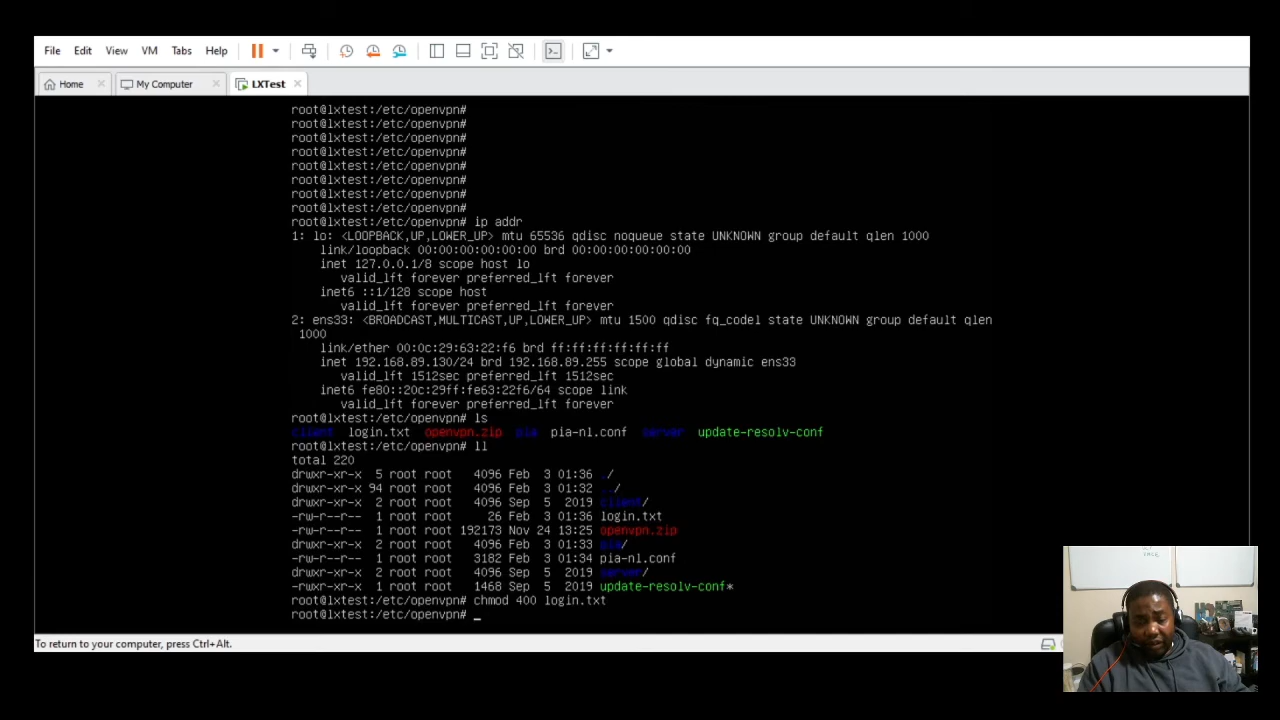 File Edit View VM Tabs Help
Home My Computer LXTest
root@lxtest:/etc/openvpn#
root@lxtest:/etc/openvpn#
root@lxtest:/etc/openvpn#
root@lxtest:/etc/openvpn#
root@lxtest:/etc/openvpn#
root@lxtest:/etc/openvpn#
root@lxtest:/etc/openvpn#
root@lxtest:/etc/openvpn#
root@lxtest:/etc/openvpn# ip addr
1: lo: <LOOPBACK,UP,LOWER_UP> mtu 65536 qdisc noqueue state UNKNOWN group default qlen 1000
link/loopback 00:00:00:00:00:00 brd 00:00:00:00:00:00
inet 127.0.0.1/8 scope host lo
valid_lft forever preferred_lft forever
inet6 ::1/128 scope host
valid_lft forever preferred_lft forever
2: ens33: <BROADCAST,MULTICAST,UP,LOWER_UP> mtu 1500 qdisc fq_codel state UNKNOWN group default qlen
1000
link/ether 00:0c:29:63:22:f6 brd ff:ff:ff:ff:ff:ff
inet 192.168.89.130/24 brd 192.168.89.255 scope global dynamic ens33
valid_lft 1512sec preferred_lft 1512sec
inet6 fe80::20c:29ff:fe63:22f6/64 scope link
valid_lft forever preferred_lft forever
root@lxtest:/etc/openvpn# ls
client login.txt openvpn.zip pia pia-nl.conf server update-resolv-conf
root@lxtest:/etc/openvpn# ll
total 220
drwxr-xr-x 5 root root 4096 Feb 3 01:36 ./
drwxr-xr-x 94 root root 4096 Feb 3 01:32 ../
drwxr-xr-x 2 root root 4096 Sep 5 2019 client/
-rw-r--r-- 1 root root 26 Feb 3 01:36 login.txt
-rw-r--r-- 1 root root 192173 Nov 24 13:25 openvpn.zip
drwxr-xr-x 2 root root 4096 Feb 3 01:33 pia/
-rw-r--r-- 1 root root 3182 Feb 3 01:34 pia-nl.conf
drwxr-xr-x 2 root root 4096 Sep 5 2019 server/
-rwxr-xr-x 1 root root 1468 Sep 5 2019 update-resolv-conf*
root@lxtest:/etc/openvpn# chmod 400 login.txt
root@lxtest:/etc/openvpn# _
To return to your computer, press Ctrl+Alt.